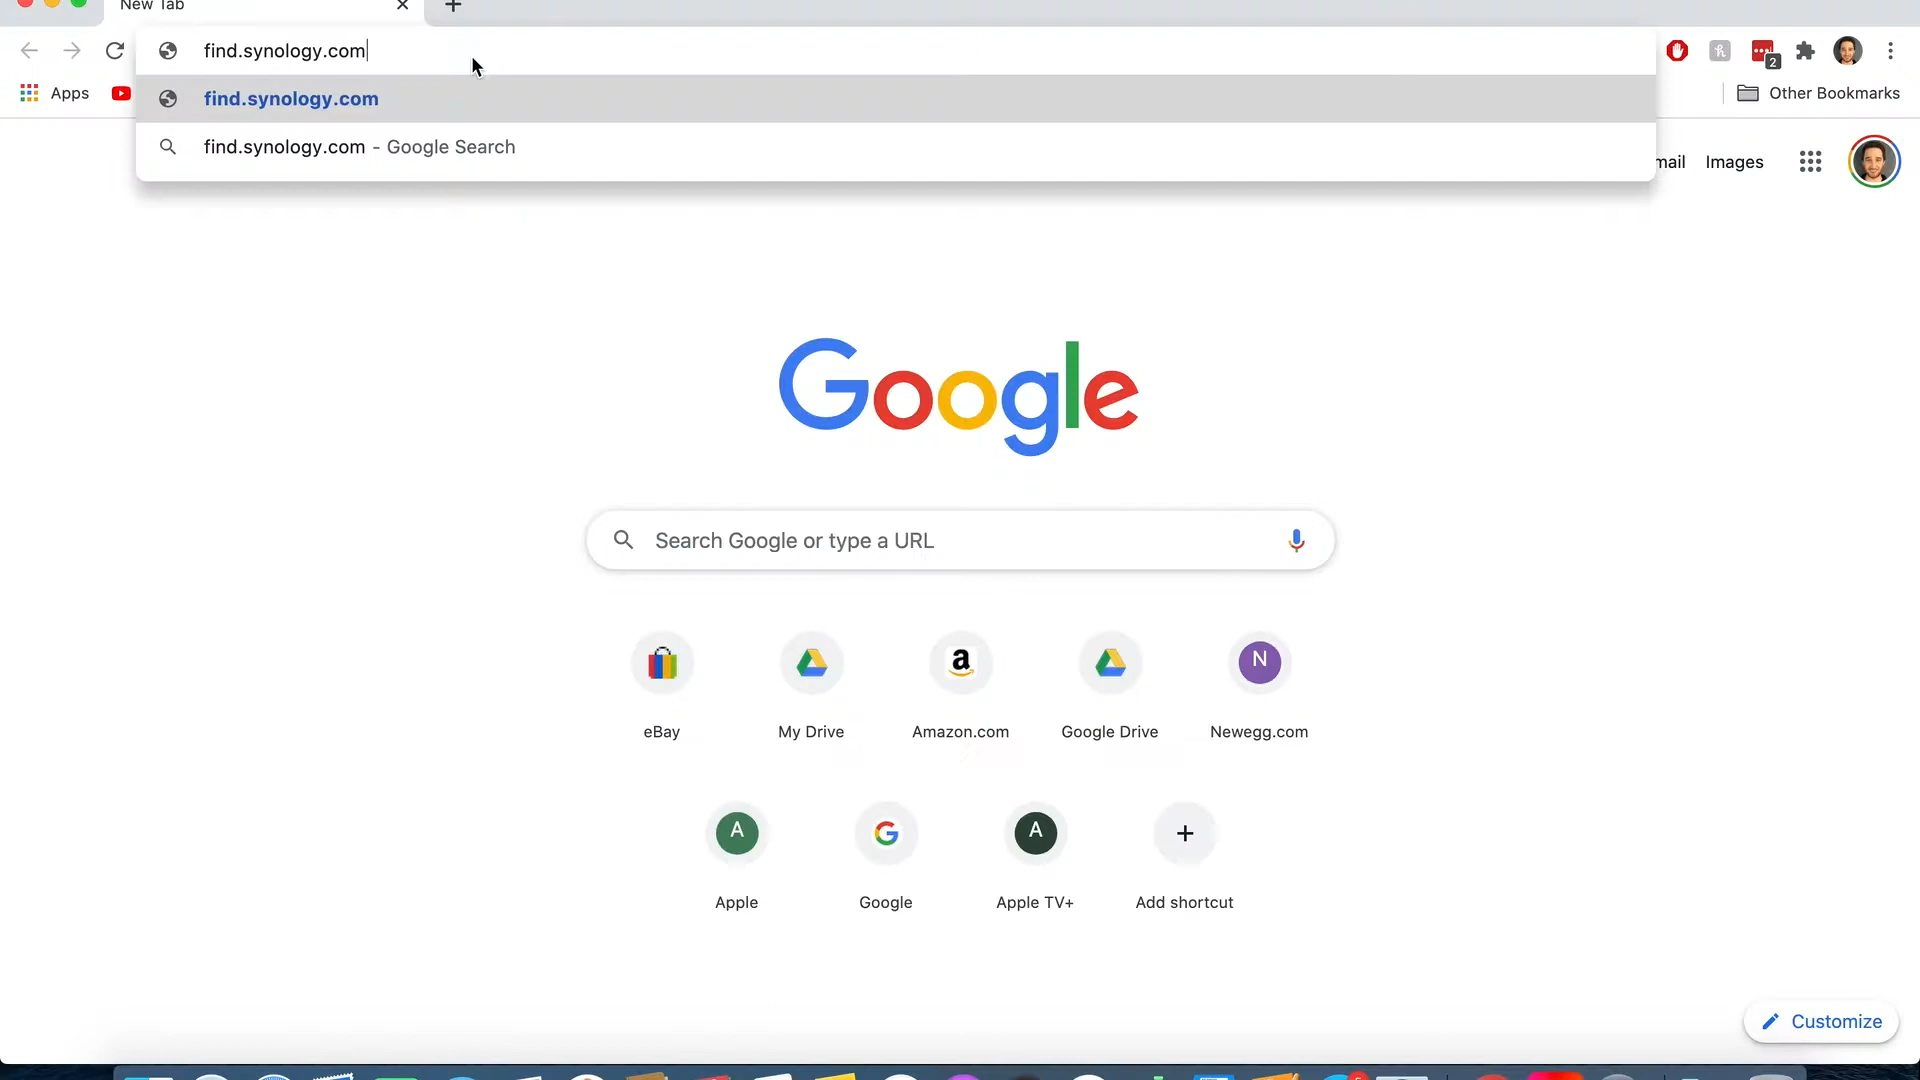 New Tab
find.synology.com
2
Apps
find.synology.com
Other Bookmarks
find.synology.com - Google Search
Images
Google
Search Google or type a URL
a
N
eBay
My Drive
Amazon.com
Google Drive
Newegg.com
A
G
A
Apple
Google
Apple TV+
Add shortcut
Customize